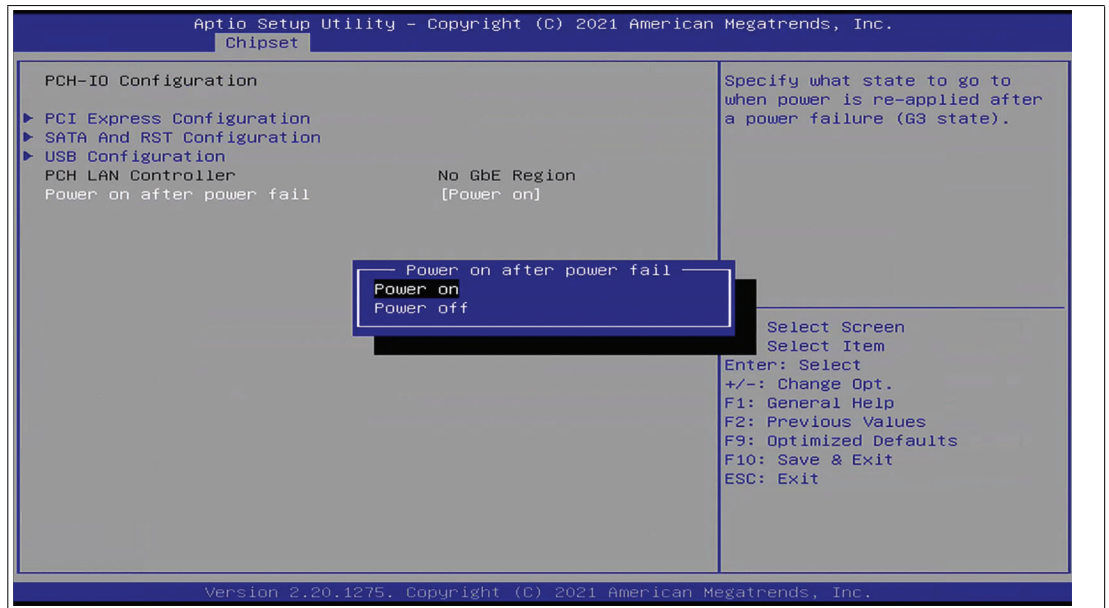 Aptio Setup Utility – Copyright (C) 2021 American Megatrends, Inc.
Chipset
PCH-IO Configuration
PCI Express Configuration
SATA And RST Configuration
USB Configuration
PCH LAN Controller No GbE Region
Power on after power fail [Power on]
Specify what state to go to
when power is re-applied after
a power failure (G3 state).
Power on after power fail
Power on
Power off
Select Screen
Select Item
Enter: Select
+/-: Change Opt.
F1: General Help
F2: Previous Values
F9: Optimized Defaults
F10: Save & Exit
ESC: Exit
Version 2.20.1275. Copyright (C) 2021 American Megatrends, Inc.